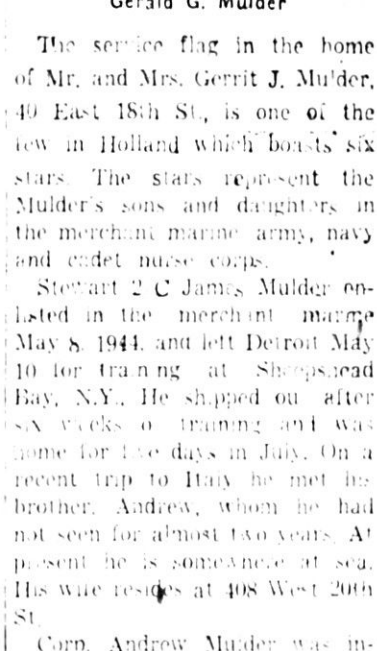 Gerald G. Mulder
The service flag in the home
of Mr. and Mrs. Gerrit J. Mulder,
40 East 18th St., is one of the
few in Holland which boasts six
stars. The stars represent the
Mulder's sons and daughters in
the merchant marine army, navy
and cadet nurse corps.
Stewart 2 C James Mulder en-
listed in the merchant marine
May 8, 1944, and left Detroit May
10 for training at Sheepshead
Bay, N.Y., He shipped out after
six weeks of training and was
home for five days in July. On a
recent trip to Italy he met his
brother, Andrew, whom he had
not seen for almost two years. At
present he is somewhere at sea.
His wife resides at 408 West 20th
St.
Corp. Andrew Mulder was in-